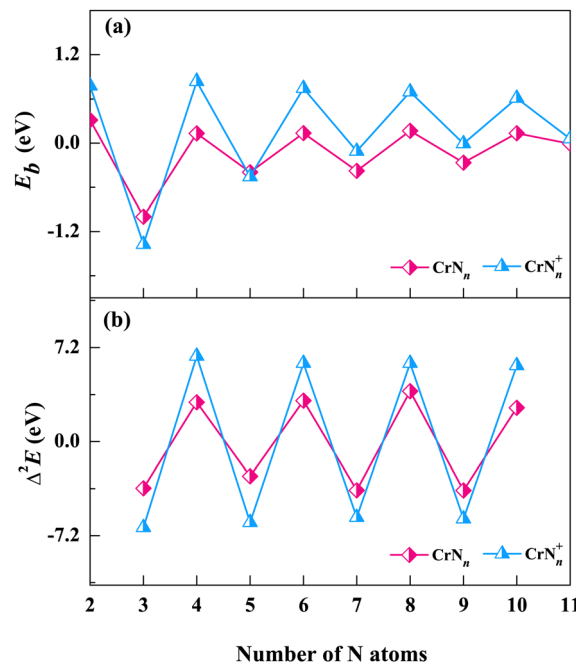 (a)
1.2
0.0
-1.2
E_b (eV)
CrN_n CrN_n^+
(b)
7.2
0.0
-7.2
Δ²E (eV)
CrN_n CrN_n^+
2 3 4 5 6 7 8 9 10 11
Number of N atoms